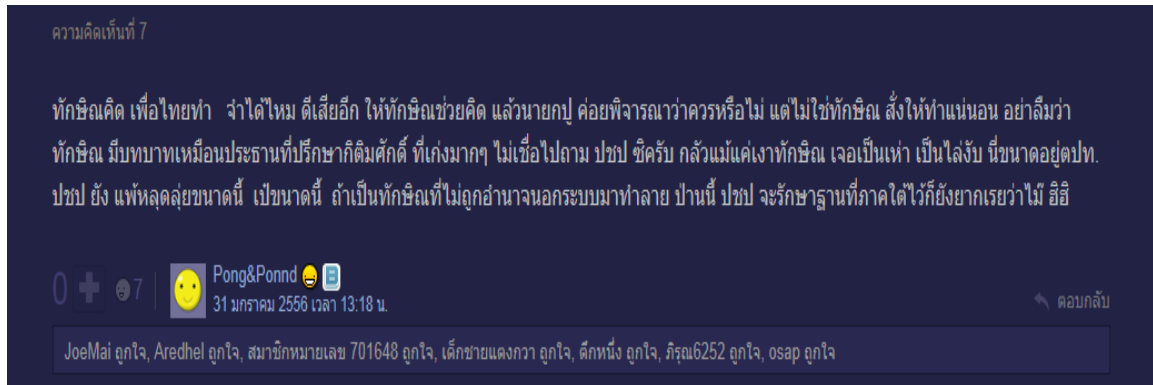 ความคิดเห็นที่ 7
ทักษิณคิด เพื่อไทยทำ จำได้ไหม ดีเสียอีก ให้ทักษิณช่วยคิด แล้วนายกปู ค่อยพิจารณาว่าควรหรือไม่ แต่ไม่ใช่ทักษิณ สั่งให้ทำแน่นอน อย่าลืมว่า
ทักษิณ มีบทบาทเหมือนประธานที่ปรึกษากิติมศักดิ์ ที่เก่งมากๆ ไม่เชื่อไปถาม ปชป ซิครับ กลัวแม้แค่เงาทักษิณ เจอเป็นเห่า เป็นไล่งับ นี่ขนาดอยู่ตปท.
ปชป ยัง แพ้หลุดลุ่ยขนาดนี้ เป๋ขนาดนี้ ถ้าเป็นทักษิณที่ไม่ถูกอำนาจนอกระบบมาทำลาย ป่านนี้ ปชป จะรักษาฐานที่ภาคใต้ไว้ก็ยังยากเรยว่าไม๊ ฮิฮิ
0 7 Pong&Ponnd
31 มกราคม 2556 เวลา 13:18 น.
ตอบกลับ
JoeMai ถูกใจ, Aredhel ถูกใจ, สมาชิกหมายเลข 701648 ถูกใจ, เด็กชายแตงกวา ถูกใจ, ตึกหนึ่ง ถูกใจ, ภิรุณ6252 ถูกใจ, osap ถูกใจ